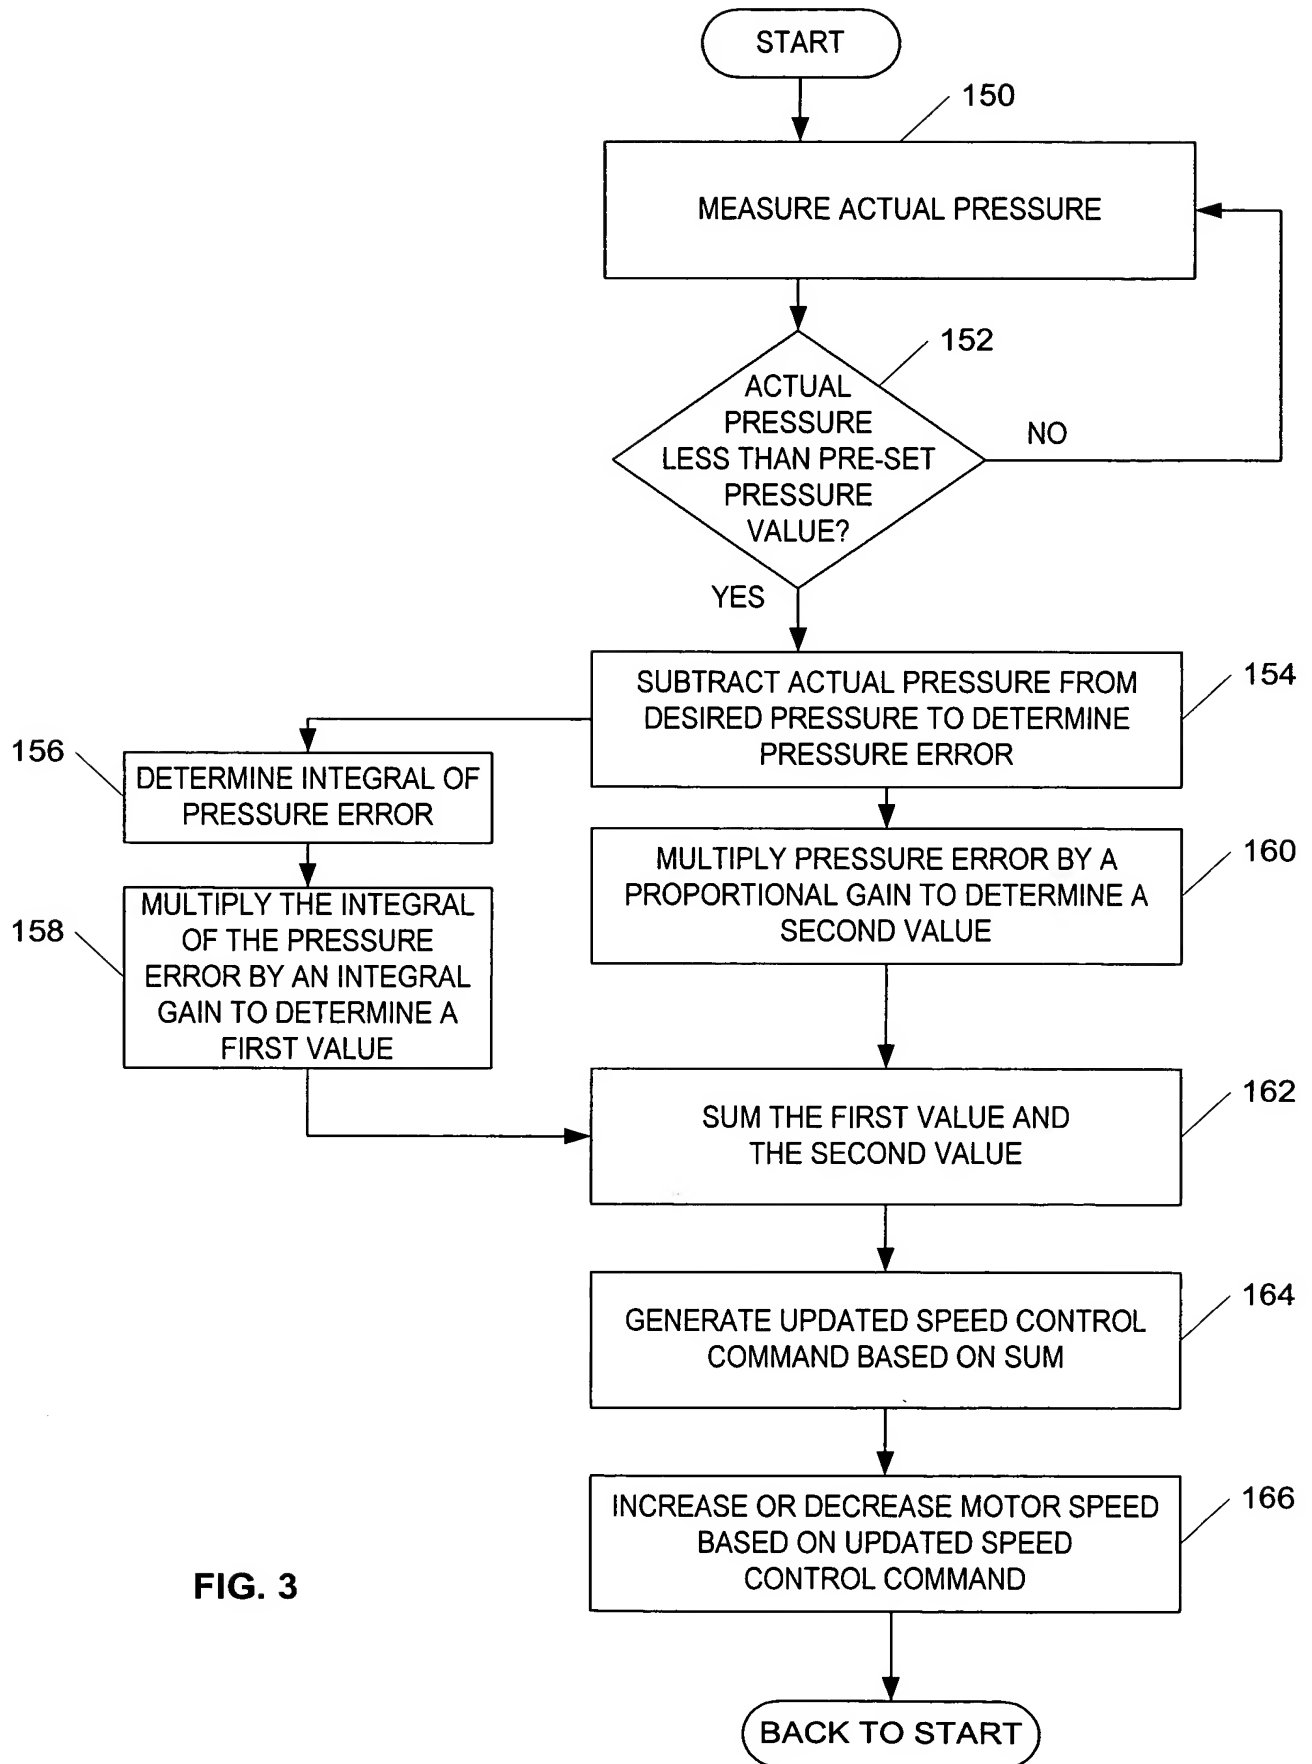 START
150
MEASURE ACTUAL PRESSURE
152
ACTUAL
PRESSURE
LESS THAN PRE-SET
PRESSURE
VALUE?
NO
YES
154
SUBTRACT ACTUAL PRESSURE FROM
DESIRED PRESSURE TO DETERMINE
PRESSURE ERROR
156
DETERMINE INTEGRAL OF
PRESSURE ERROR
160
MULTIPLY PRESSURE ERROR BY A
PROPORTIONAL GAIN TO DETERMINE A
SECOND VALUE
158
MULTIPLY THE INTEGRAL
OF THE PRESSURE
ERROR BY AN INTEGRAL
GAIN TO DETERMINE A
FIRST VALUE
162
SUM THE FIRST VALUE AND
THE SECOND VALUE
164
GENERATE UPDATED SPEED CONTROL
COMMAND BASED ON SUM
166
INCREASE OR DECREASE MOTOR SPEED
BASED ON UPDATED SPEED
CONTROL COMMAND
FIG. 3
BACK TO START